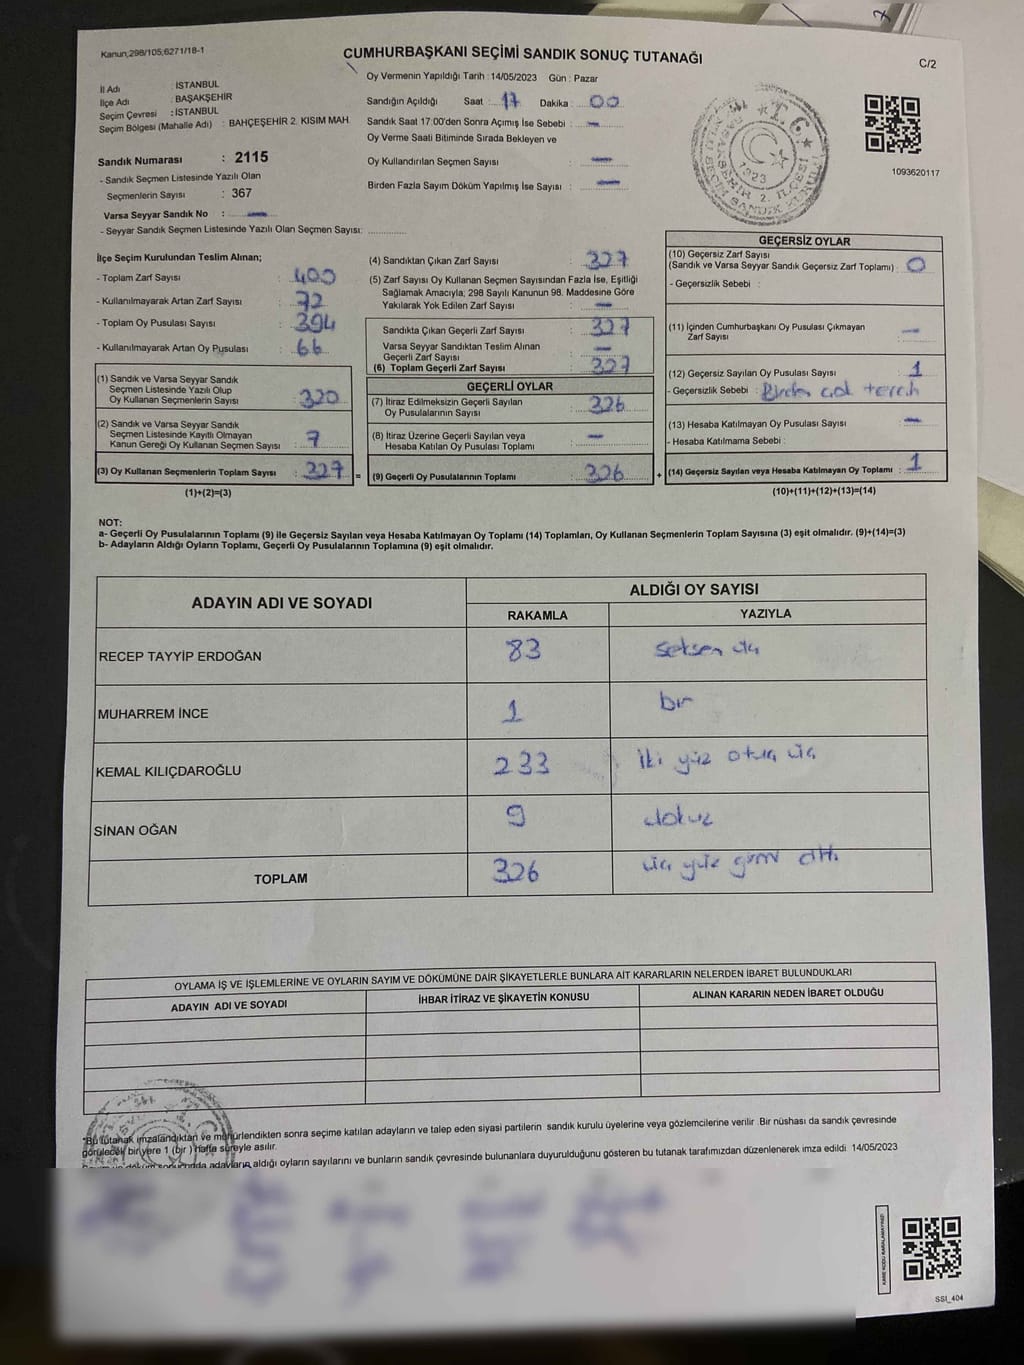 Kanun;298/105,6271/18-1
CUMHURBAŞKANI SEÇİMİ SANDIK SONUÇ TUTANAĞI
C/2
İl Adı : İSTANBUL
İlçe Adı : BAŞAKŞEHİR
Seçim Çevresi : İSTANBUL
Seçim Bölgesi (Mahalle Adı) : BAHÇEŞEHİR 2. KISIM MAH.
Sandık Numarası : 2115
- Sandık Seçmen Listesinde Yazılı Olan
Seçmenlerin Sayısı : 367
Varsa Seyyar Sandık No : —
- Seyyar Sandık Seçmen Listesinde Yazılı Olan Seçmen Sayısı: ..............
Oy Vermenin Yapıldığı Tarih : 14/05/2023 Gün : Pazar
Sandığın Açıldığı Saat : 17 Dakika : 00
Sandık Saat 17:00'den Sonra Açımış İse Sebebi : —
Oy Verme Saati Bitiminde Sırada Bekleyen ve
Oy Kullandırılan Seçmen Sayısı : —
Birden Fazla Sayım Döküm Yapılmış İse Sayısı : —
T.C.
1923
BAŞAKŞEHİR 2. İLÇESİ
SANDIK KURULU
1093620117
İlçe Seçim Kurulundan Teslim Alınan;
- Toplam Zarf Sayısı : 400
- Kullanılmayarak Artan Zarf Sayısı : 72
- Toplam Oy Pusulası Sayısı : 394
- Kullanılmayarak Artan Oy Pusulası : 66
(1) Sandık ve Varsa Seyyar Sandık
Seçmen Listesinde Yazılı Olup
Oy Kullanan Seçmenlerin Sayısı : 320
(2) Sandık ve Varsa Seyyar Sandık
Seçmen Listesinde Kayıtlı Olmayan
Kanun Gereği Oy Kullanan Seçmen Sayısı : 7
(3) Oy Kullanan Seçmenlerin Toplam Sayısı : 327 =
(1)+(2)=(3)
(4) Sandıktan Çıkan Zarf Sayısı : 327
(5) Zarf Sayısı Oy Kullanan Seçmen Sayısından Fazla İse, Eşitliği
Sağlamak Amacıyla; 298 Sayılı Kanunun 98. Maddesine Göre
Yakılarak Yok Edilen Zarf Sayısı : —
Sandıkta Çıkan Geçerli Zarf Sayısı : 327
Varsa Seyyar Sandıktan Teslim Alınan : —
Geçerli Zarf Sayısı
(6) Toplam Geçerli Zarf Sayısı : 327
GEÇERLİ OYLAR
(7) İtiraz Edilmeksizin Geçerli Sayılan
Oy Pusulalarının Sayısı : 326
(8) İtiraz Üzerine Geçerli Sayılan veya
Hesaba Katılan Oy Pusulası Toplamı : —
(9) Geçerli Oy Pusulalarının Toplamı : 326 +
GEÇERSİZ OYLAR
(10) Geçersiz Zarf Sayısı
(Sandık ve Varsa Seyyar Sandık Geçersiz Zarf Toplamı) : 0
- Geçersizlik Sebebi :
(11) İçinden Cumhurbaşkanı Oy Pusulası Çıkmayan
Zarf Sayısı : —
(12) Geçersiz Sayılan Oy Pusulası Sayısı : 1
- Geçersizlik Sebebi : Birden çok tercih
(13) Hesaba Katılmayan Oy Pusulası Sayısı : —
- Hesaba Katılmama Sebebi :
(14) Geçersiz Sayılan veya Hesaba Katılmayan Oy Toplamı : 1
(10)+(11)+(12)+(13)=(14)
NOT:
a- Geçerli Oy Pusulalarının Toplamı (9) ile Geçersiz Sayılan veya Hesaba Katılmayan Oy Toplamı (14) Toplamları, Oy Kullanan Seçmenlerin Toplam Sayısına (3) eşit olmalıdır. (9)+(14)=(3)
b- Adayların Aldığı Oyların Toplamı, Geçerli Oy Pusulalarının Toplamına (9) eşit olmalıdır.
ADAYIN ADI VE SOYADI
ALDIĞI OY SAYISI
RAKAMLA YAZIYLA
RECEP TAYYİP ERDOĞAN 83 seksen üç
MUHARREM İNCE 1 bir
KEMAL KILIÇDAROĞLU 233 iki yüz otuz üç
SİNAN OĞAN 9 dokuz
TOPLAM 326 üç yüz yirmi altı
OYLAMA İŞ VE İŞLEMLERİNE VE OYLARIN SAYIM VE DÖKÜMÜNE DAİR ŞİKAYETLERLE BUNLARA AİT KARARLARIN NELERDEN İBARET BULUNDUKLARI
ADAYIN ADI VE SOYADI İHBAR İTİRAZ VE ŞİKAYETİN KONUSU ALINAN KARARIN NEDEN İBARET OLDUĞU
*Bu tutanak imzalandıktan ve mühürlendikten sonra seçime katılan adayların ve talep eden siyasi partilerin sandık kurulu üyelerine veya gözlemcilerine verilir. Bir nüshası da sandık çevresinde
görülecek bir yere 1 (bir ) hafta süreyle asılır.
adayların aldığı oyların sayılarını ve bunların sandık çevresinde bulunanlara duyurulduğunu gösteren bu tutanak tarafımızdan düzenlenerek imza edildi 14/05/2023
SSI_404